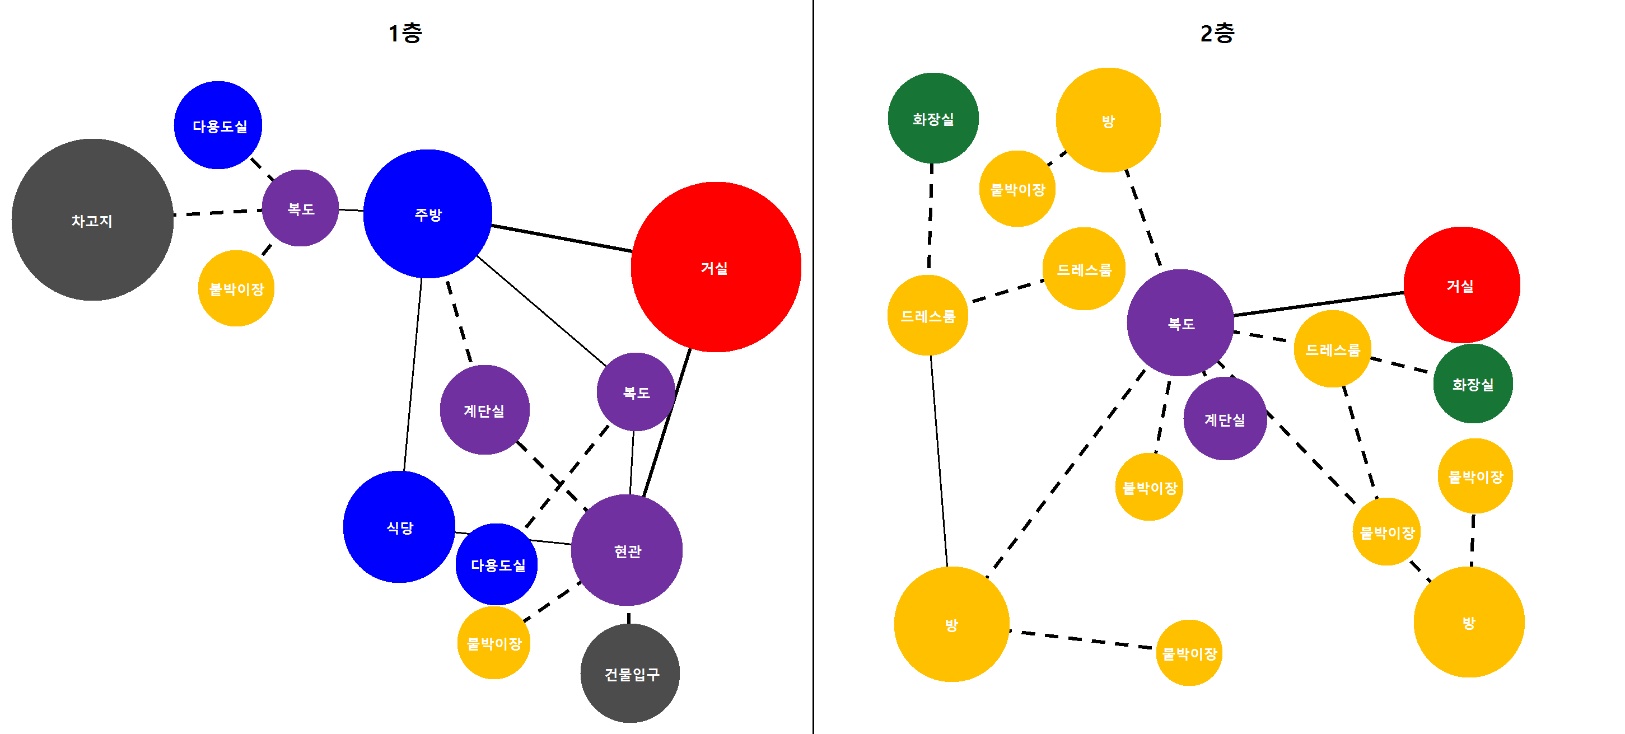 1층
다용도실
차고지
복도
주방
붙박이장
거실
계단실
복도
식당
다용도실
현관
붙박이장
건물입구
2층
화장실
방
붙박이장
드레스룸
드레스룸
복도
거실
드레스룸
화장실
계단실
붙박이장
붙박이장
붙박이장
방
방
붙박이장